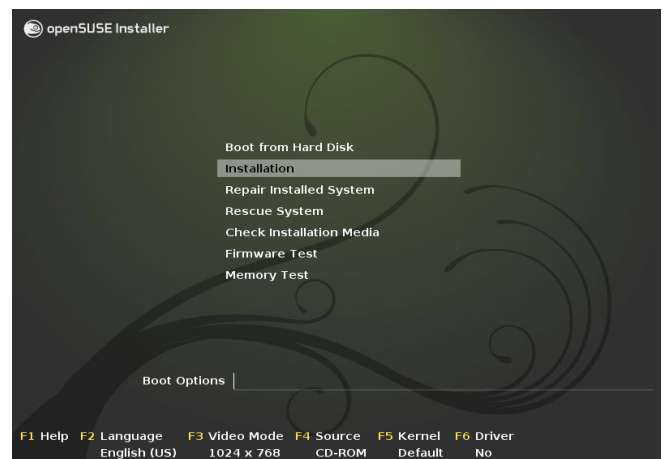 openSUSE Installer
Boot from Hard Disk
Installation
Repair Installed System
Rescue System
Check Installation Media
Firmware Test
Memory Test
Boot Options
F1 Help F2 Language F3 Video Mode F4 Source F5 Kernel F6 Driver
English (US) 1024 x 768 CD-ROM Default No